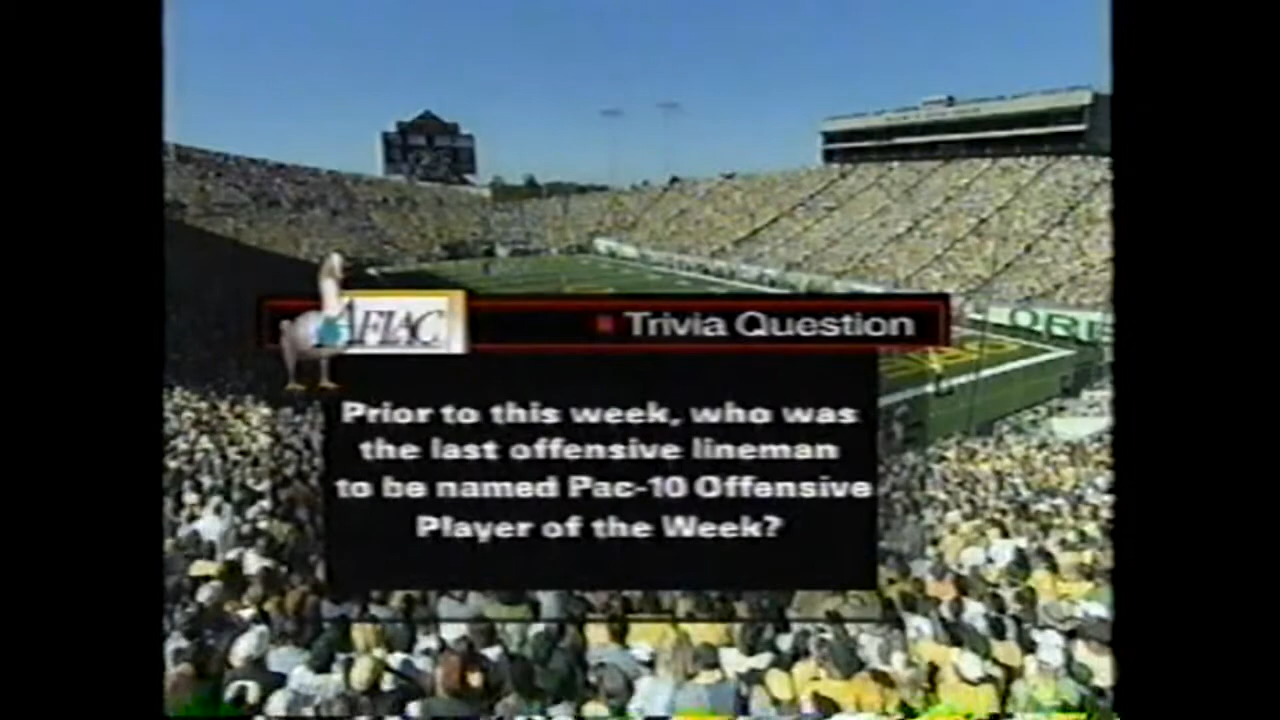 AFLAC
Trivia Question
Prior to this week, who was
the last offensive lineman
to be named Pac-10 Offensive
Player of the Week?
ORE